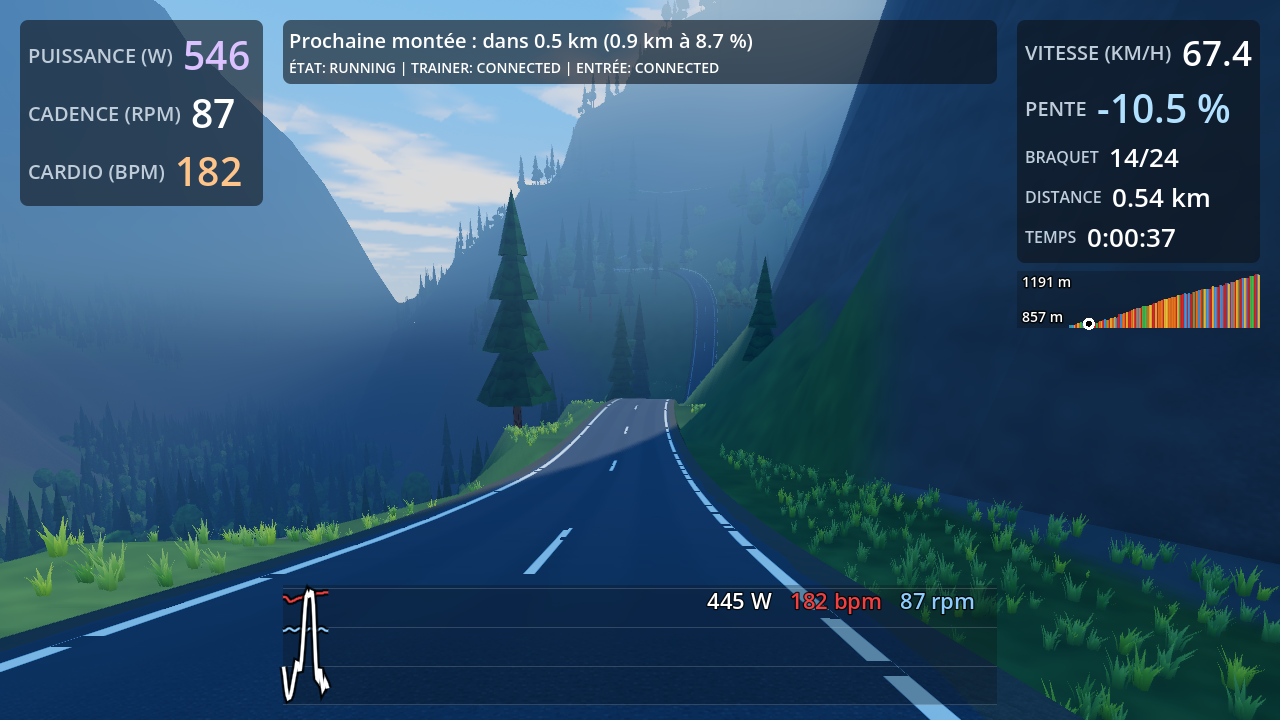 PUISSANCE (W) 546
CADENCE (RPM) 87
CARDIO (BPM) 182
Prochaine montée : dans 0.5 km (0.9 km à 8.7 %)
ÉTAT: RUNNING | TRAINER: CONNECTED | ENTRÉE: CONNECTED
VITESSE (KM/H) 67.4
PENTE -10.5 %
BRAQUET 14/24
DISTANCE 0.54 km
TEMPS 0:00:37
1191 m
857 m
445 W 182 bpm 87 rpm